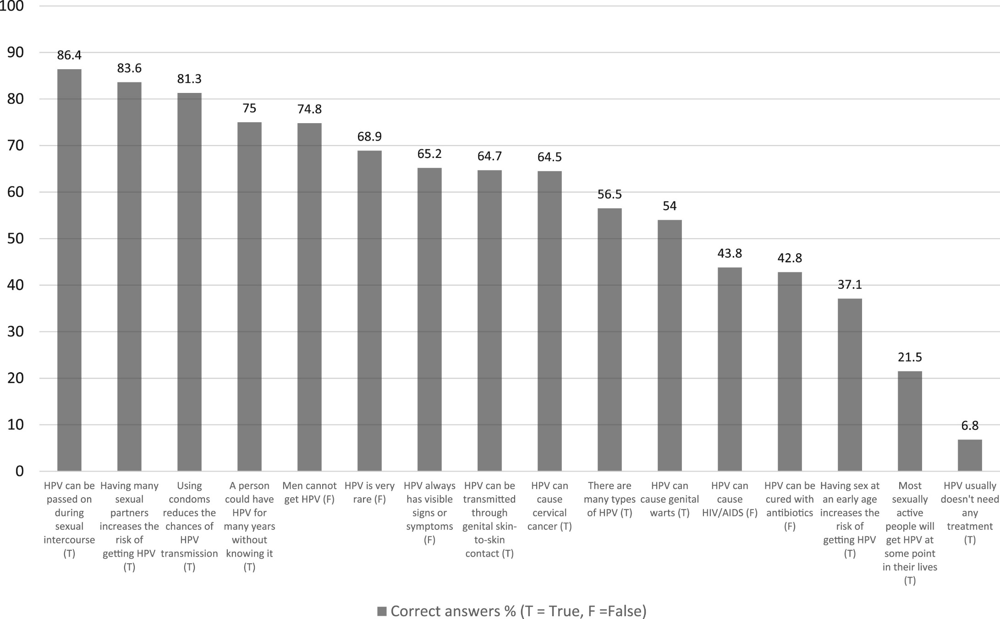 100
90
80
70
60
50
40
30
20
10
0
86.4
83.6
81.3
75
74.8
68.9
65.2
64.7
64.5
56.5
54
43.8
42.8
37.1
21.5
6.8
HPV can be
passed on
during
sexual
intercourse
(T)
Having many
sexual
partners
increases the
risk of
getting HPV
(T)
Using
condoms
reduces the
chances of
HPV
transmission
(T)
A person
could have
HPV for
many years
without
knowing it
(T)
Men cannot
get HPV (F)
HPV is very
rare (F)
HPV always
has visible
signs or
symptoms
(F)
HPV can be
transmitted
through
genital skin-
to-skin
contact (T)
HPV can
cause
cervical
cancer (T)
There are
many types
of HPV (T)
HPV can
cause genital
warts (T)
HPV can
cause
HIV/AIDS (F)
HPV can be
cured with
antibiotics
(F)
Having sex at
an early age
increases the
risk of
getting HPV
(T)
Most
sexually
active
people will
get HPV at
some point
in their lives
(T)
HPV usually
doesn't need
any
treatment
(T)
Correct answers % (T = True, F =False)